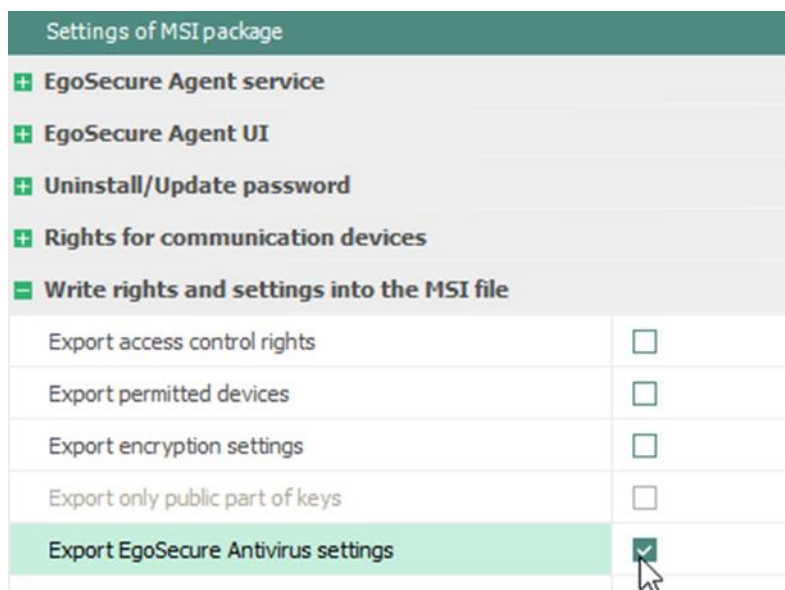 Settings of MSI package
EgoSecure Agent service
EgoSecure Agent UI
Uninstall/Update password
Rights for communication devices
Write rights and settings into the MSI file
Export access control rights
Export permitted devices
Export encryption settings
Export only public part of keys
Export EgoSecure Antivirus settings